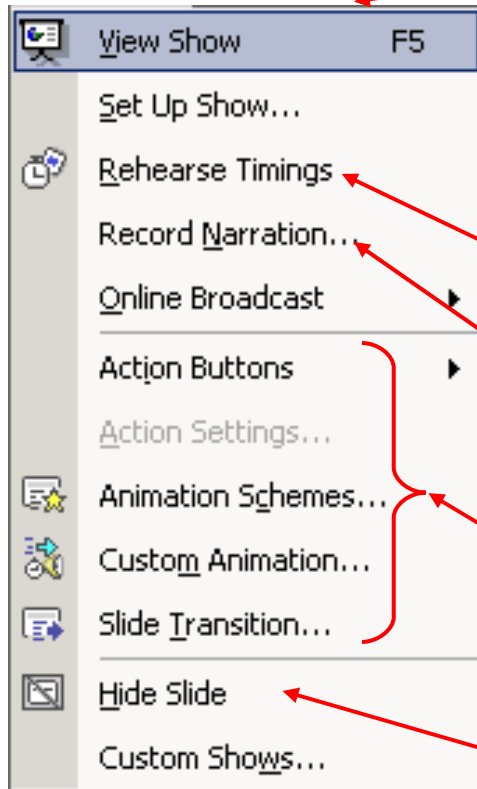 View Show F5
Set Up Show...
Rehearse Timings
Record Narration...
Online Broadcast
Action Buttons
Action Settings...
Animation Schemes...
Custom Animation...
Slide Transition...
Hide Slide
Custom Shows...